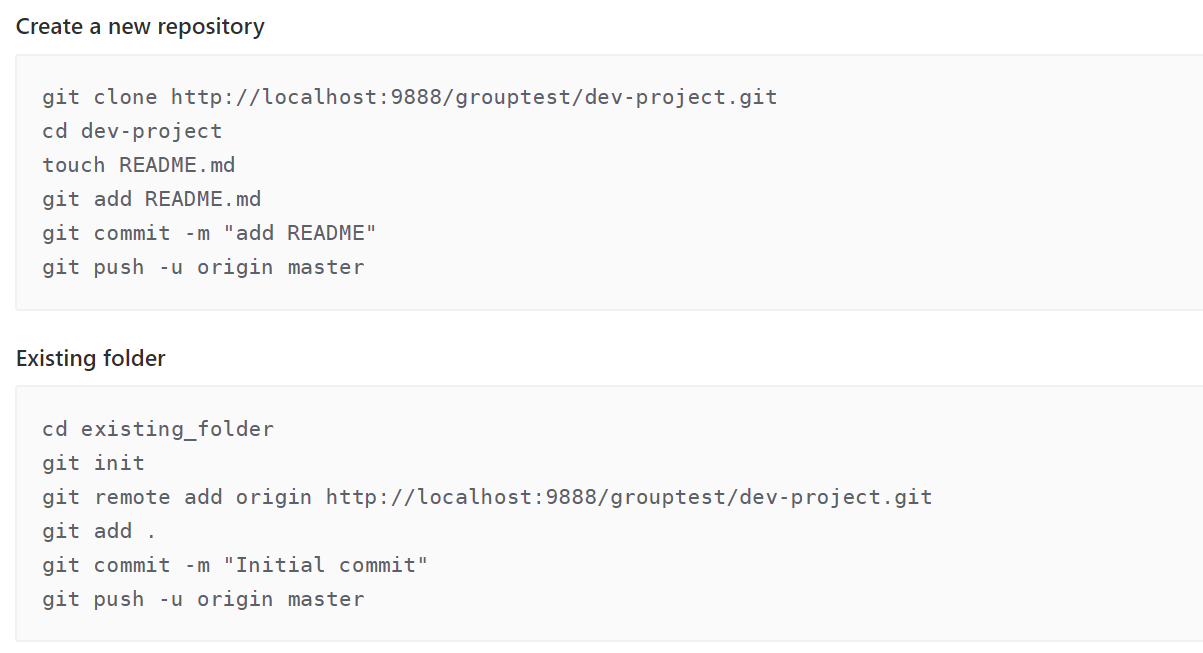 Create a new repository
git clone http://localhost:9888/grouptest/dev-project.git
cd dev-project
touch README.md
git add README.md
git commit -m "add README"
git push -u origin master
Existing folder
cd existing_folder
git init
git remote add origin http://localhost:9888/grouptest/dev-project.git
git add .
git commit -m "Initial commit"
git push -u origin master